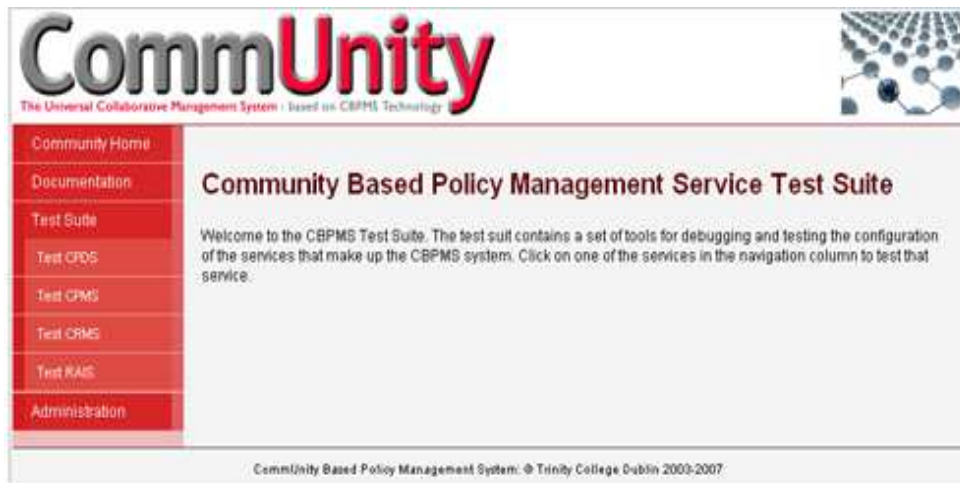 CommUnity
The Universal Collaborative Management System : based on CBPMS Technology
Community Home
Documentation
Test Suite
Test CPDS
Test CPMS
Test CRMS
Test RAIS
Administration
Community Based Policy Management Service Test Suite
Welcome to the CBPMS Test Suite. The test suit contains a set of tools for debugging and testing the configuration
of the services that make up the CBPMS system. Click on one of the services in the navigation column to test that
service.
CommUnity Based Policy Management System: © Trinity College Dublin 2003-2007